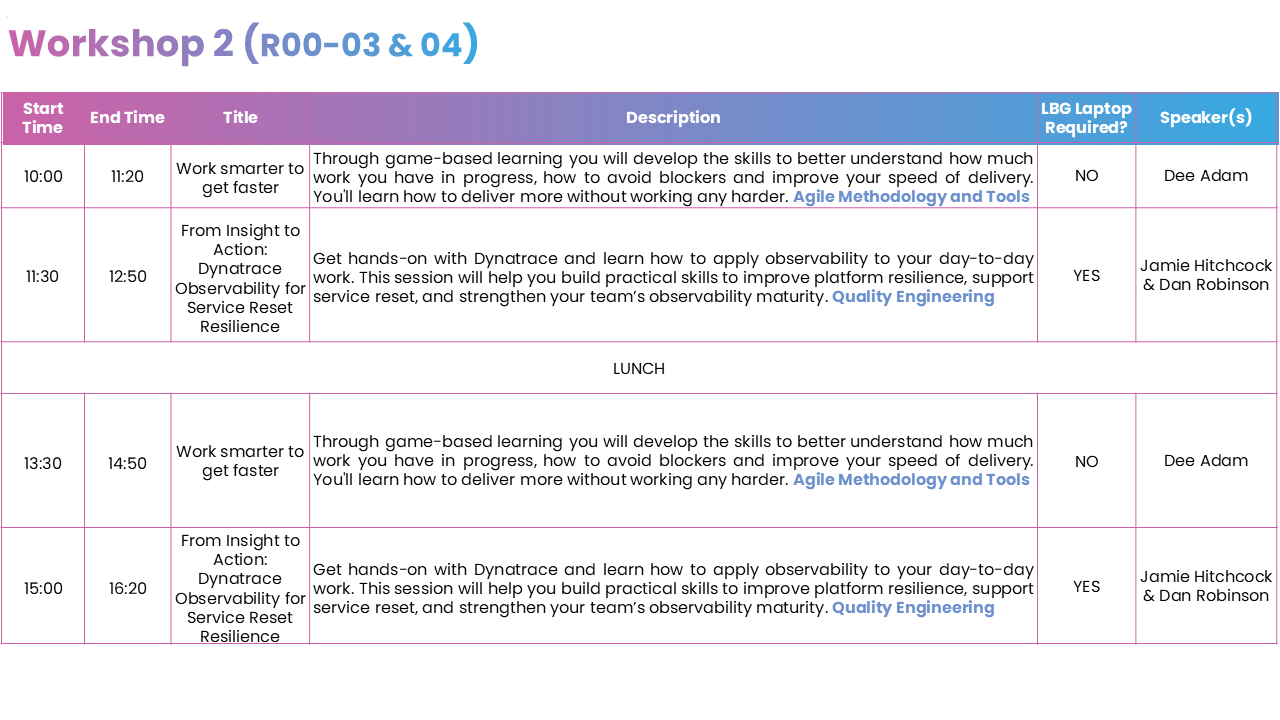 Workshop 2 (R00-03 & 04)
Start Time
End Time
Title
Description
LBG Laptop
Required?
Speaker(s)
10:00
11:20
Work smarter to
get faster
Through game-based learning you will develop the skills to better understand how much
work you have in progress, how to avoid blockers and improve your speed of delivery.
You'll learn how to deliver more without working any harder. Agile Methodology and Tools
NO
Dee Adam
11:30
12:50
From Insight to
Action:
Dynatrace
Observability for
Service Reset
Resilience
Get hands-on with Dynatrace and learn how to apply observability to your day-to-day
work. This session will help you build practical skills to improve platform resilience, support
service reset, and strengthen your team's observability maturity. Quality Engineering
YES
Jamie Hitchcock
& Dan Robinson
LUNCH
13:30
14:50
Work smarter to
get faster
Through game-based learning you will develop the skills to better understand how much
work you have in progress, how to avoid blockers and improve your speed of delivery.
You'll learn how to deliver more without working any harder. Agile Methodology and Tools
NO
Dee Adam
15:00
16:20
From Insight to
Action:
Dynatrace
Observability for
Service Reset
Resilience
Get hands-on with Dynatrace and learn how to apply observability to your day-to-day
work. This session will help you build practical skills to improve platform resilience, support
service reset, and strengthen your team's observability maturity. Quality Engineering
YES
Jamie Hitchcock
& Dan Robinson